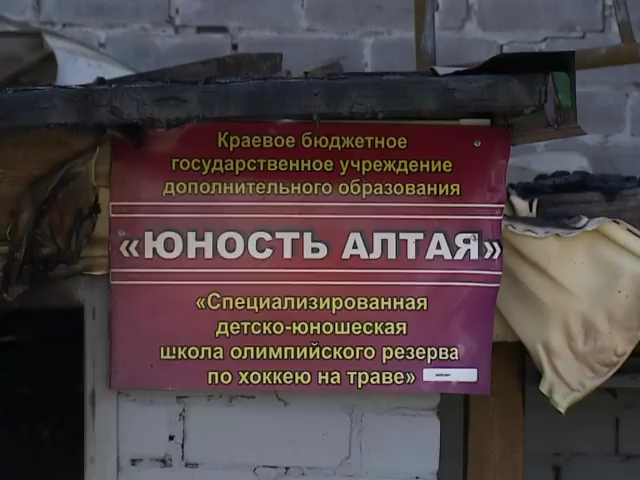 Краевое бюджетное
государственное учреждение
дополнительного образования
«ЮНОСТЬ АЛТАЯ»
«Специализированная
детско-юношеская
школа олимпийского резерва
по хоккею на траве»